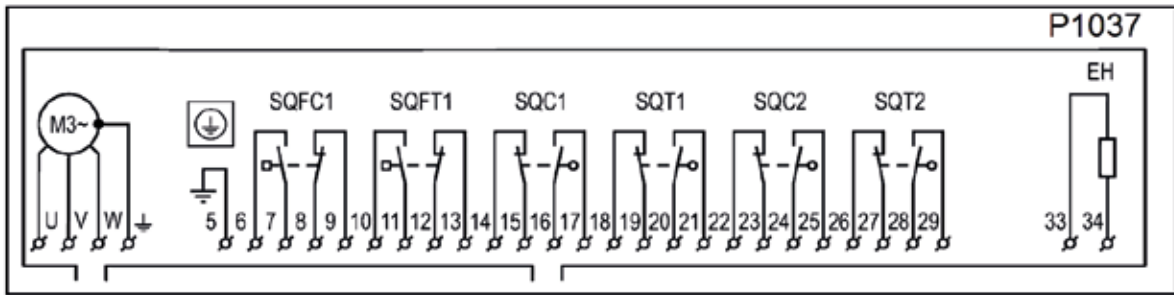 P1037
EH
SQFC1 SQFT1 SQC1 SQT1 SQC2 SQT2
M3~
U V W 5 6 7 8 9 10 11 12 13 14 15 16 17 18 19 20 21 22 23 24 25 26 27 28 29 33 34